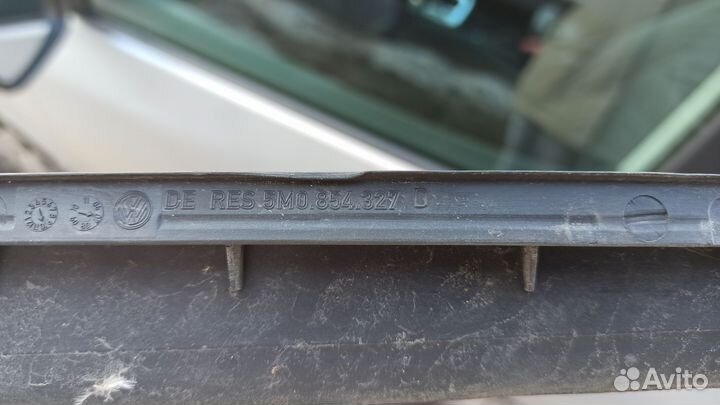 DE RES. 5M0.854.327 D
Avito